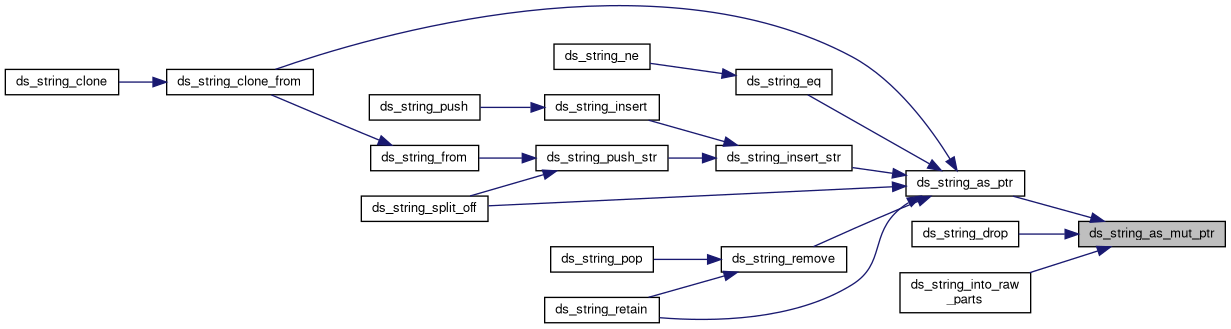 ds_string_ne
ds_string_clone
ds_string_clone_from
ds_string_eq
ds_string_push
ds_string_insert
ds_string_from
ds_string_push_str
ds_string_insert_str
ds_string_as_ptr
ds_string_split_off
ds_string_drop
ds_string_as_mut_ptr
ds_string_pop
ds_string_remove
ds_string_into_raw
_parts
ds_string_retain